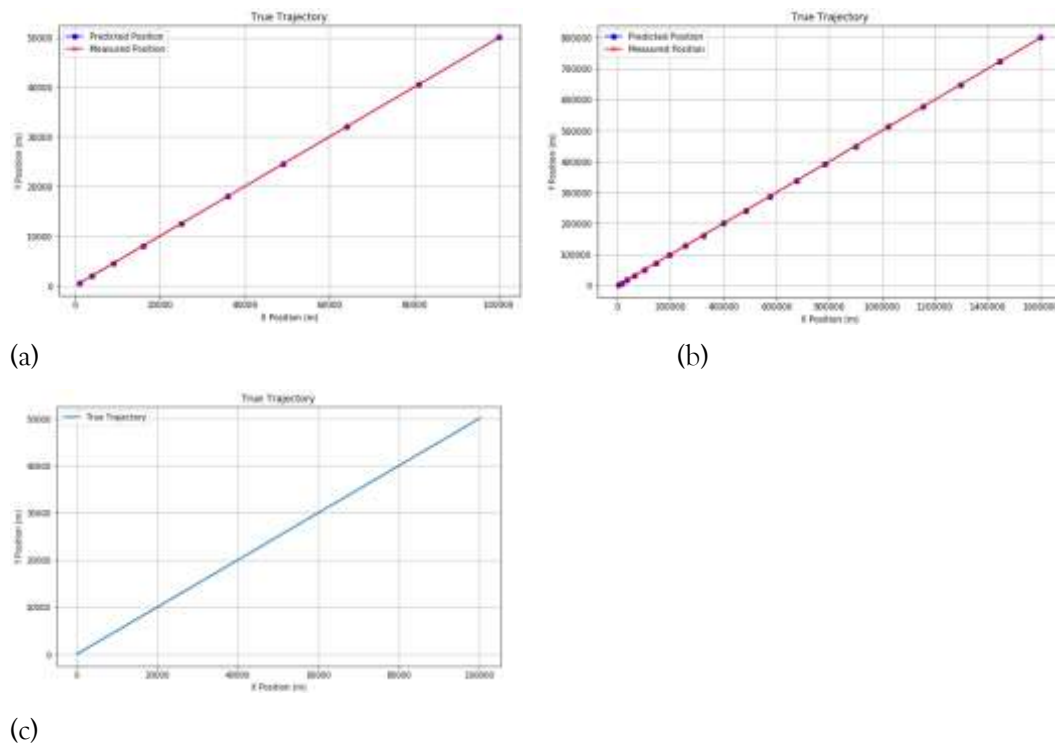 True Trajectory
Predicted Position
Measured Position
50000
40000
30000
20000
10000
0
Y Position (m)
0 20000 40000 60000 80000 100000
X Position (m)
(a)
True Trajectory
Predicted Position
Measured Position
800000
700000
600000
500000
400000
300000
200000
100000
0
Y Position (m)
0 200000 400000 600000 800000 1000000 1200000 1400000 1600000
X Position (m)
(b)
True Trajectory
True Trajectory
50000
40000
30000
20000
10000
0
Y Position (m)
0 20000 40000 60000 80000 100000
X Position (m)
(c)